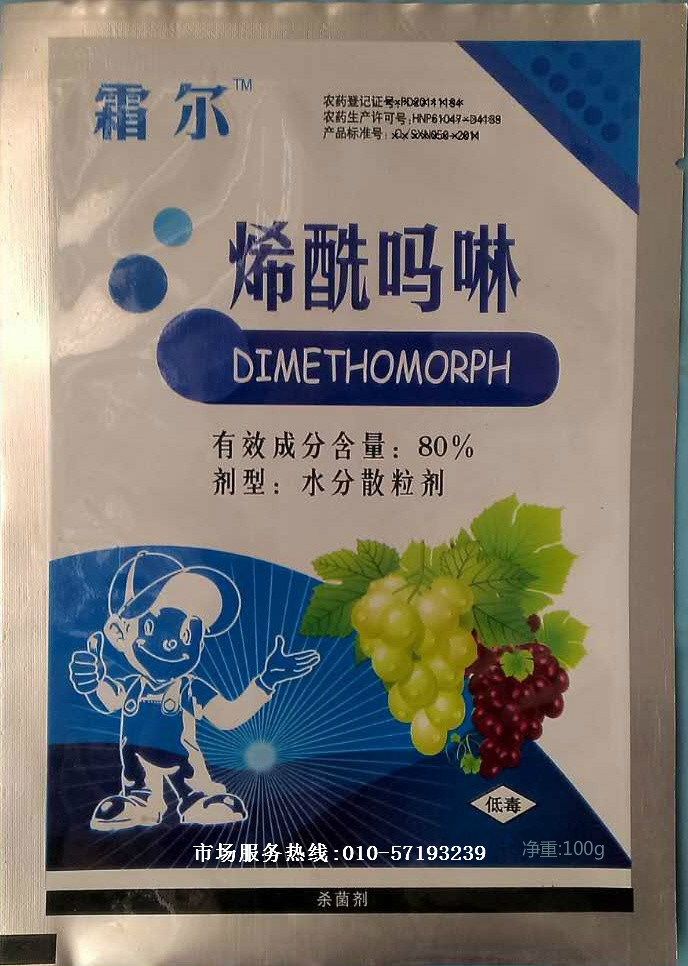 霜尔™
农药登记证号:PD20111184
农药生产许可号:HNP61047-D4139
产品标准号:
烯酰吗啉
DIMETHOMORPH
有效成分含量：80%
剂型：水分散粒剂
低毒
市场服务热线:010-57193239
净重:100g
杀菌剂